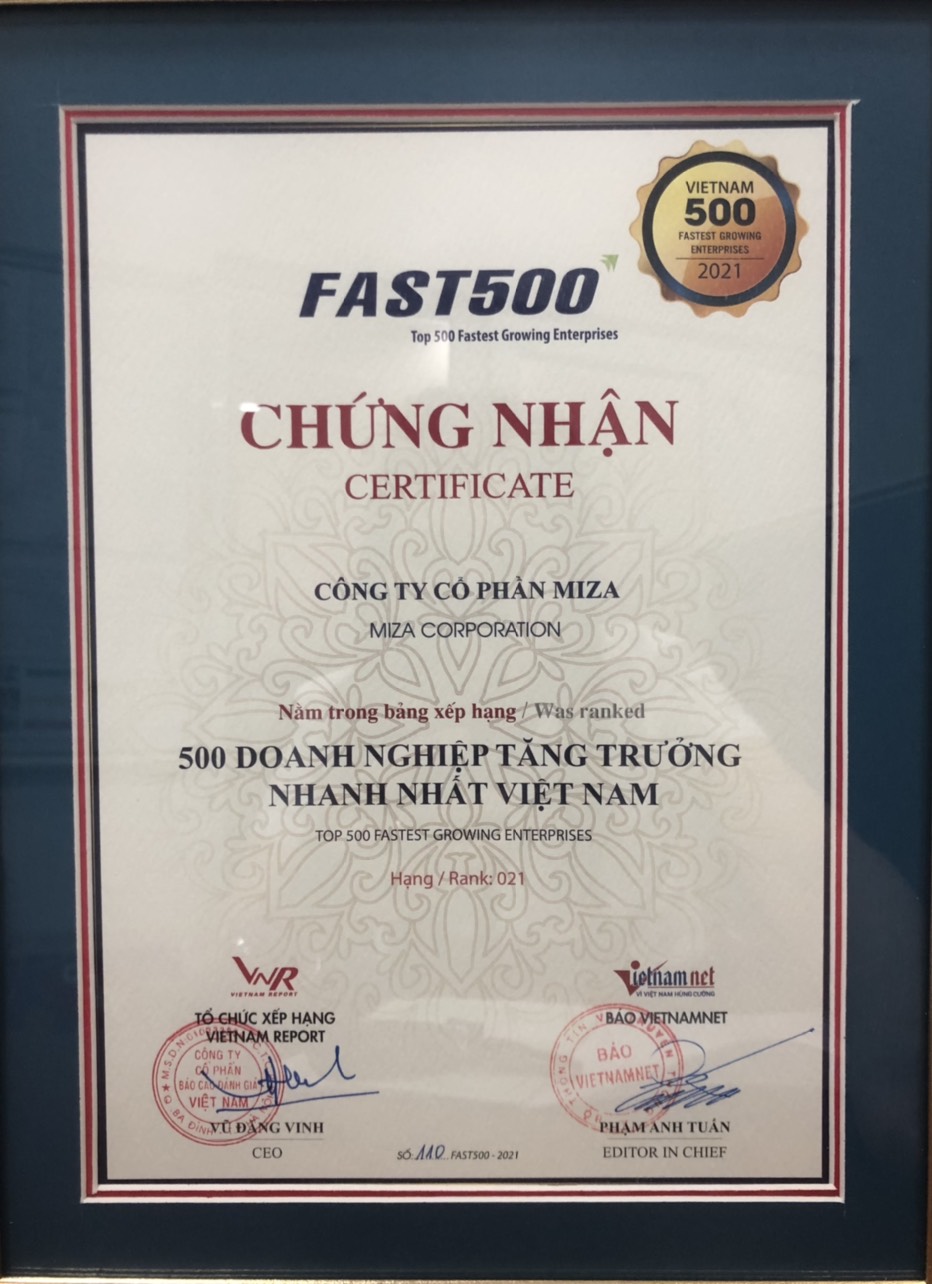 VIETNAM
500
FASTEST GROWING
ENTERPRISES
2021
FAST500
Top 500 Fastest Growing Enterprises
CHỨNG NHẬN
CERTIFICATE
CÔNG TY CỔ PHẦN MIZA
MIZA CORPORATION
Nằm trong bảng xếp hạng / Was ranked
500 DOANH NGHIỆP TĂNG TRƯỞNG
NHANH NHẤT VIỆT NAM
TOP 500 FASTEST GROWING ENTERPRISES
Hạng / Rank: 021
VNR
VIETNAM REPORT
TỔ CHỨC XẾP HẠNG
VIETNAM REPORT
CÔNG TY
CỔ PHẦN
BÁO CÁO ĐÁNH GIÁ
VIỆT NAM
VŨ ĐĂNG VINH
CEO
Vietnamnet
VÌ VIỆT NAM HÙNG CƯỜNG
BÁO VIETNAMNET
BÁO
VIETNAMNET
PHẠM ANH TUẤN
EDITOR IN CHIEF
SỐ: 110 FAST500 - 2021